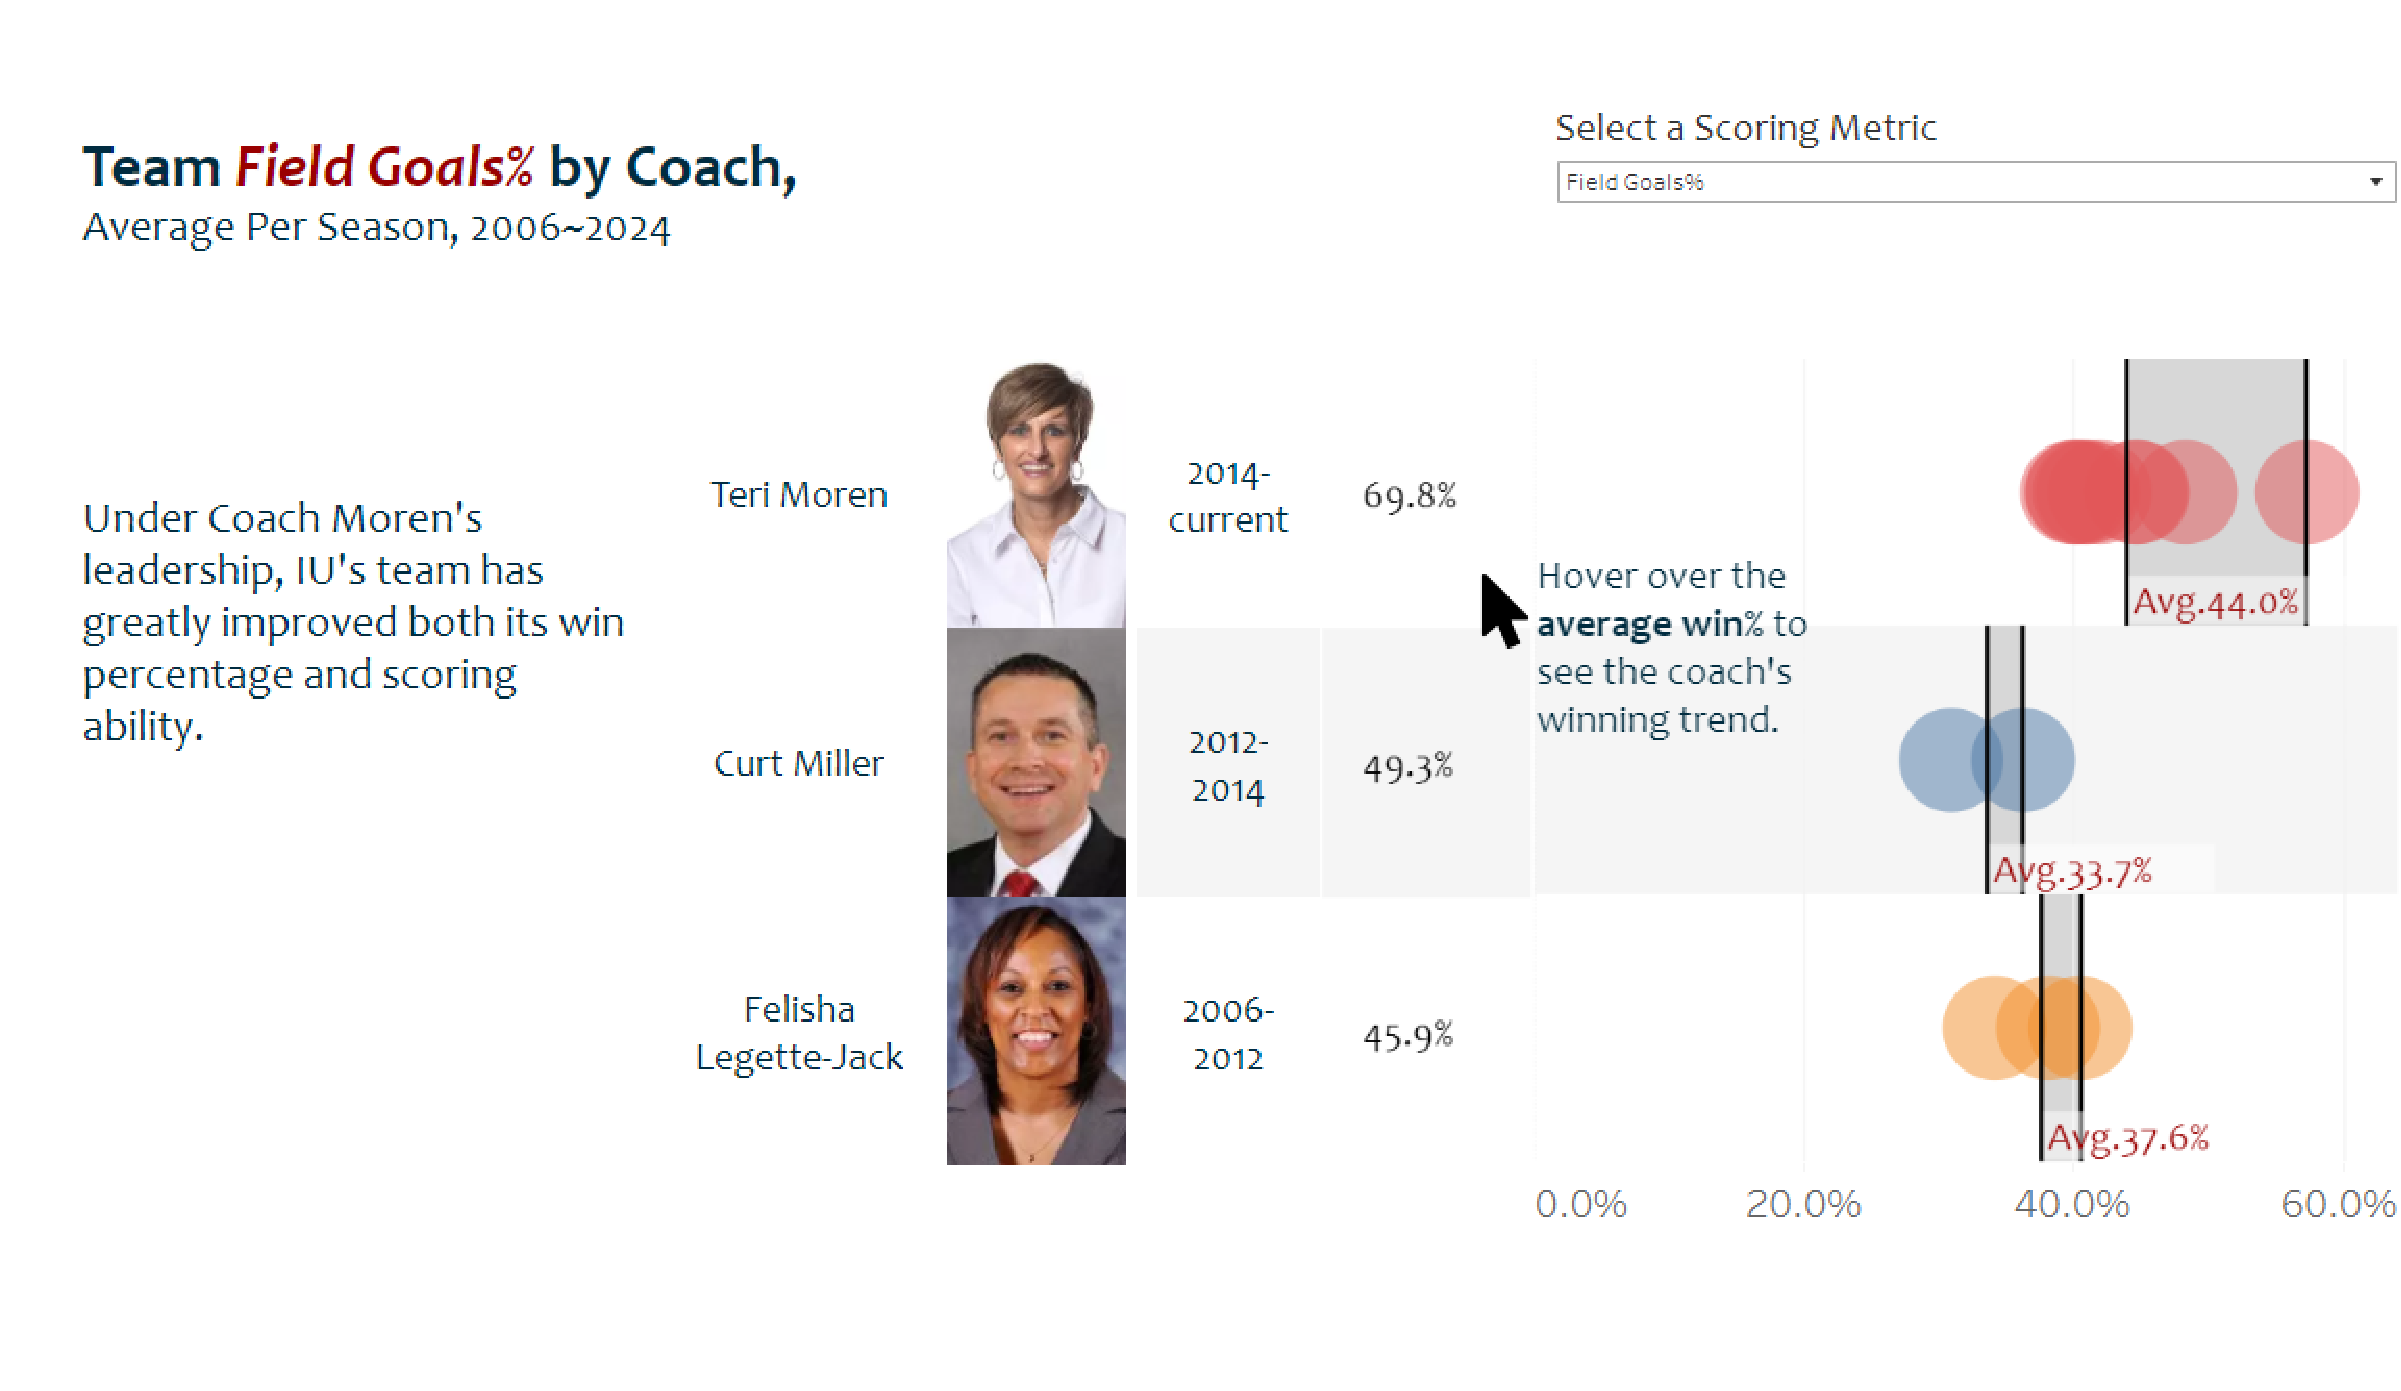 Select a Scoring Metric
Team Field Goals% by Coach,
Field Goals%
Average Per Season, 2006~2024
Teri Moren
2014-
current
69.8%
Under Coach Moren's
leadership, IU's team has
greatly improved both its win
percentage and scoring
ability.
Hover over the
average win% to
see the coach's
winning trend.
Avg.44.0%
Curt Miller
2012-
2014
49.3%
Avg.33.7%
Felisha
Legette-Jack
2006-
2012
45.9%
Avg.37.6%
0.0% 20.0% 40.0% 60.0%